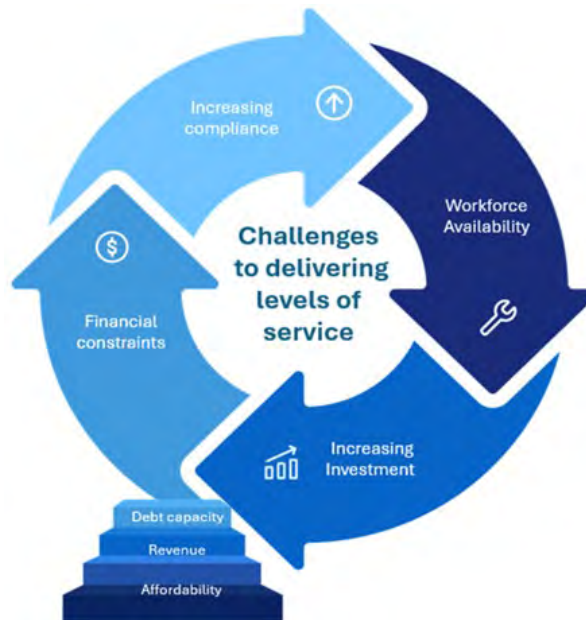 Increasing
compliance
Workforce
Availability
Challenges
to delivering
levels of
service
$
Financial
constraints
Increasing
Investment
Debt capacity
Revenue
Affordability